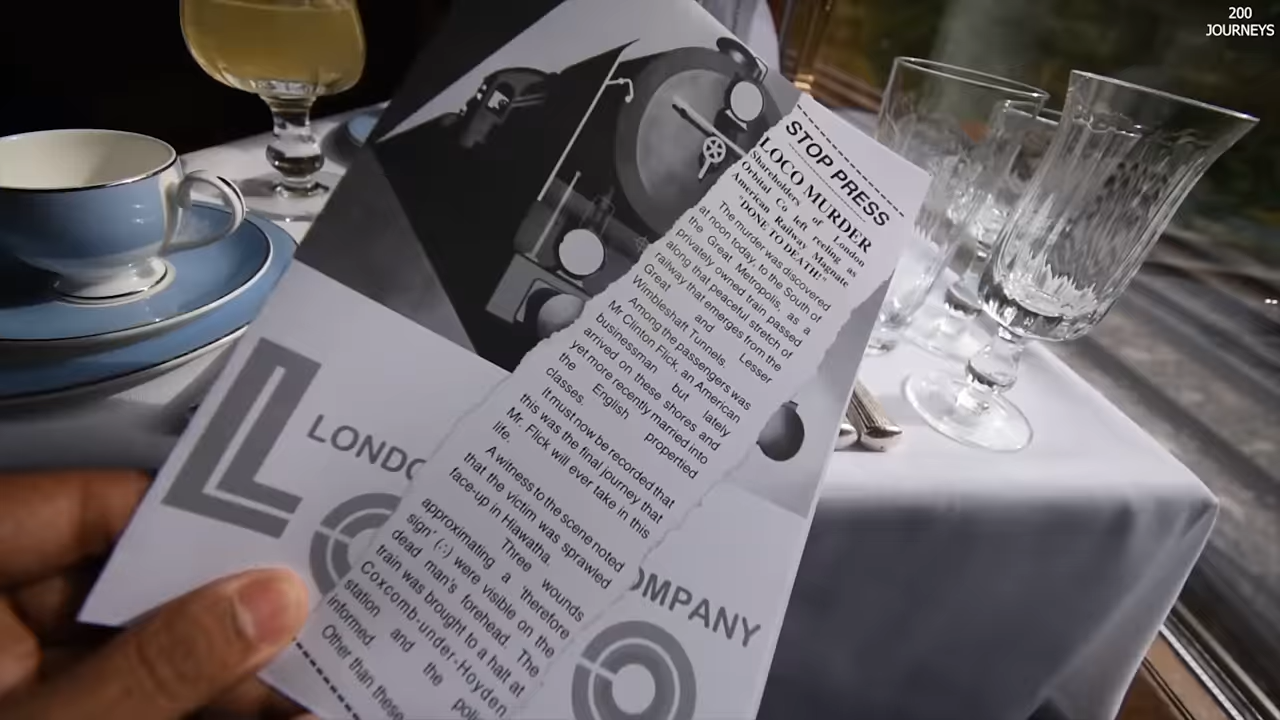 200
JOURNEYS
STOP PRESS
LOCO MURDER
Shareholders of London
Orbital Co left reeling as
American Railway Magnate
"DONE TO DEATH!"
The murder was discovered
at noon today, to the South of
the Great Metropolis, as a
privately owned train passed
along that peaceful stretch of
railway that emerges from the
Great and Lesser
Wimbleshaft Tunnels.
Among the passengers was
Mr Clinton Flick, an American
businessman but lately
arrived on these shores and
yet more recently married into
the English propertied
classes.
It must now be recorded that
this was the final journey that
Mr. Flick will ever take in this
life.
A witness to the scene noted
that the victim was sprawled
face-up in Hiawatha.
Three wounds
approximating a 'therefore
sign' (∴) were visible on the
dead man's forehead. The
train was brought to a halt at
Coxcomb-under-Hoyden
station and the
informed.
Other than these
LONDO
OMPANY